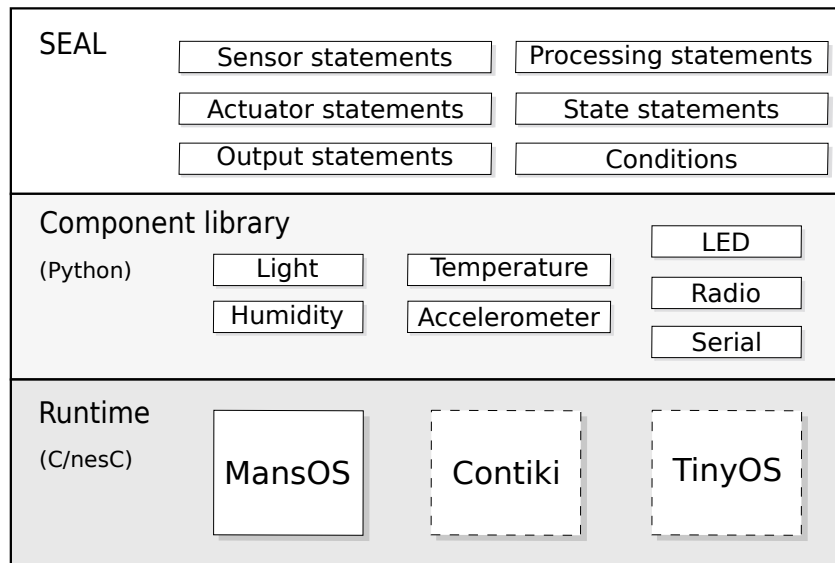 SEAL
Sensor statements
Processing statements
Actuator statements
State statements
Output statements
Conditions
Component library
(Python)
Light
Temperature
LED
Humidity
Accelerometer
Radio
Serial
Runtime
(C/nesC)
MansOS
Contiki
TinyOS